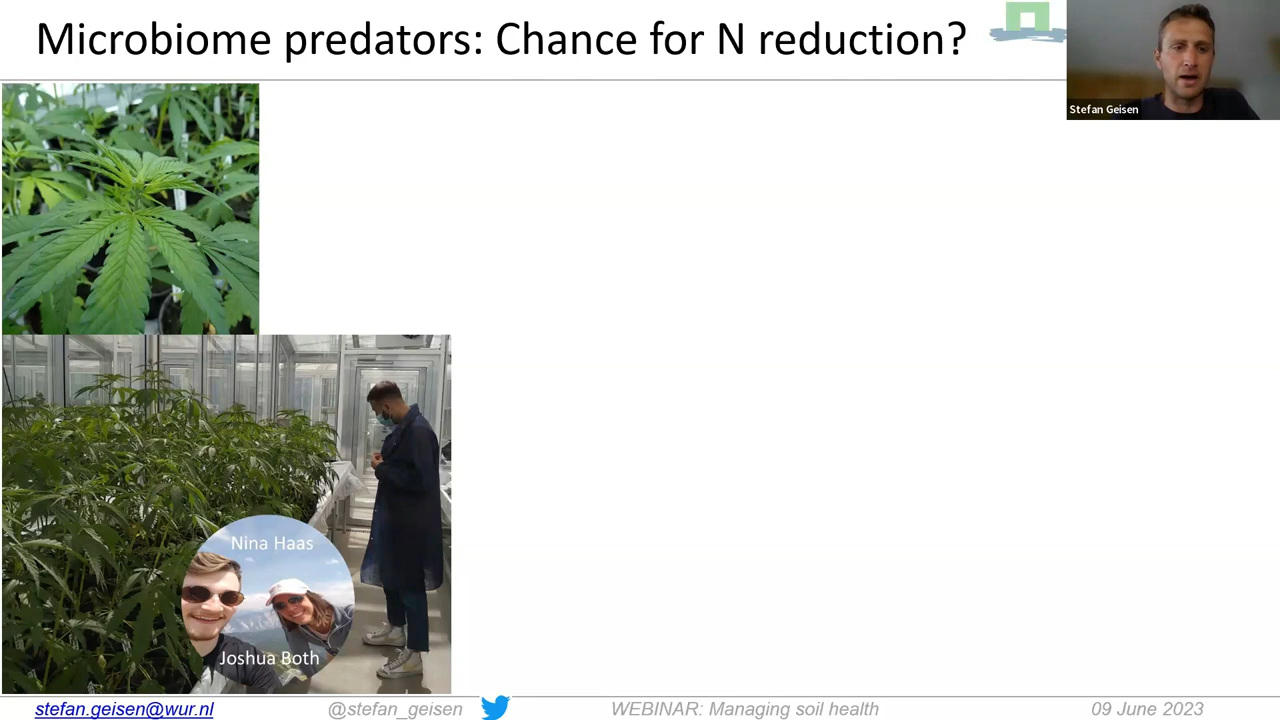 Microbiome predators: Chance for N reduction?
Stefan Geisen
Nina Haas
Joshua Both
stefan.geisen@wur.nl
@stefan_geisen
WEBINAR: Managing soil health
09 June 2023